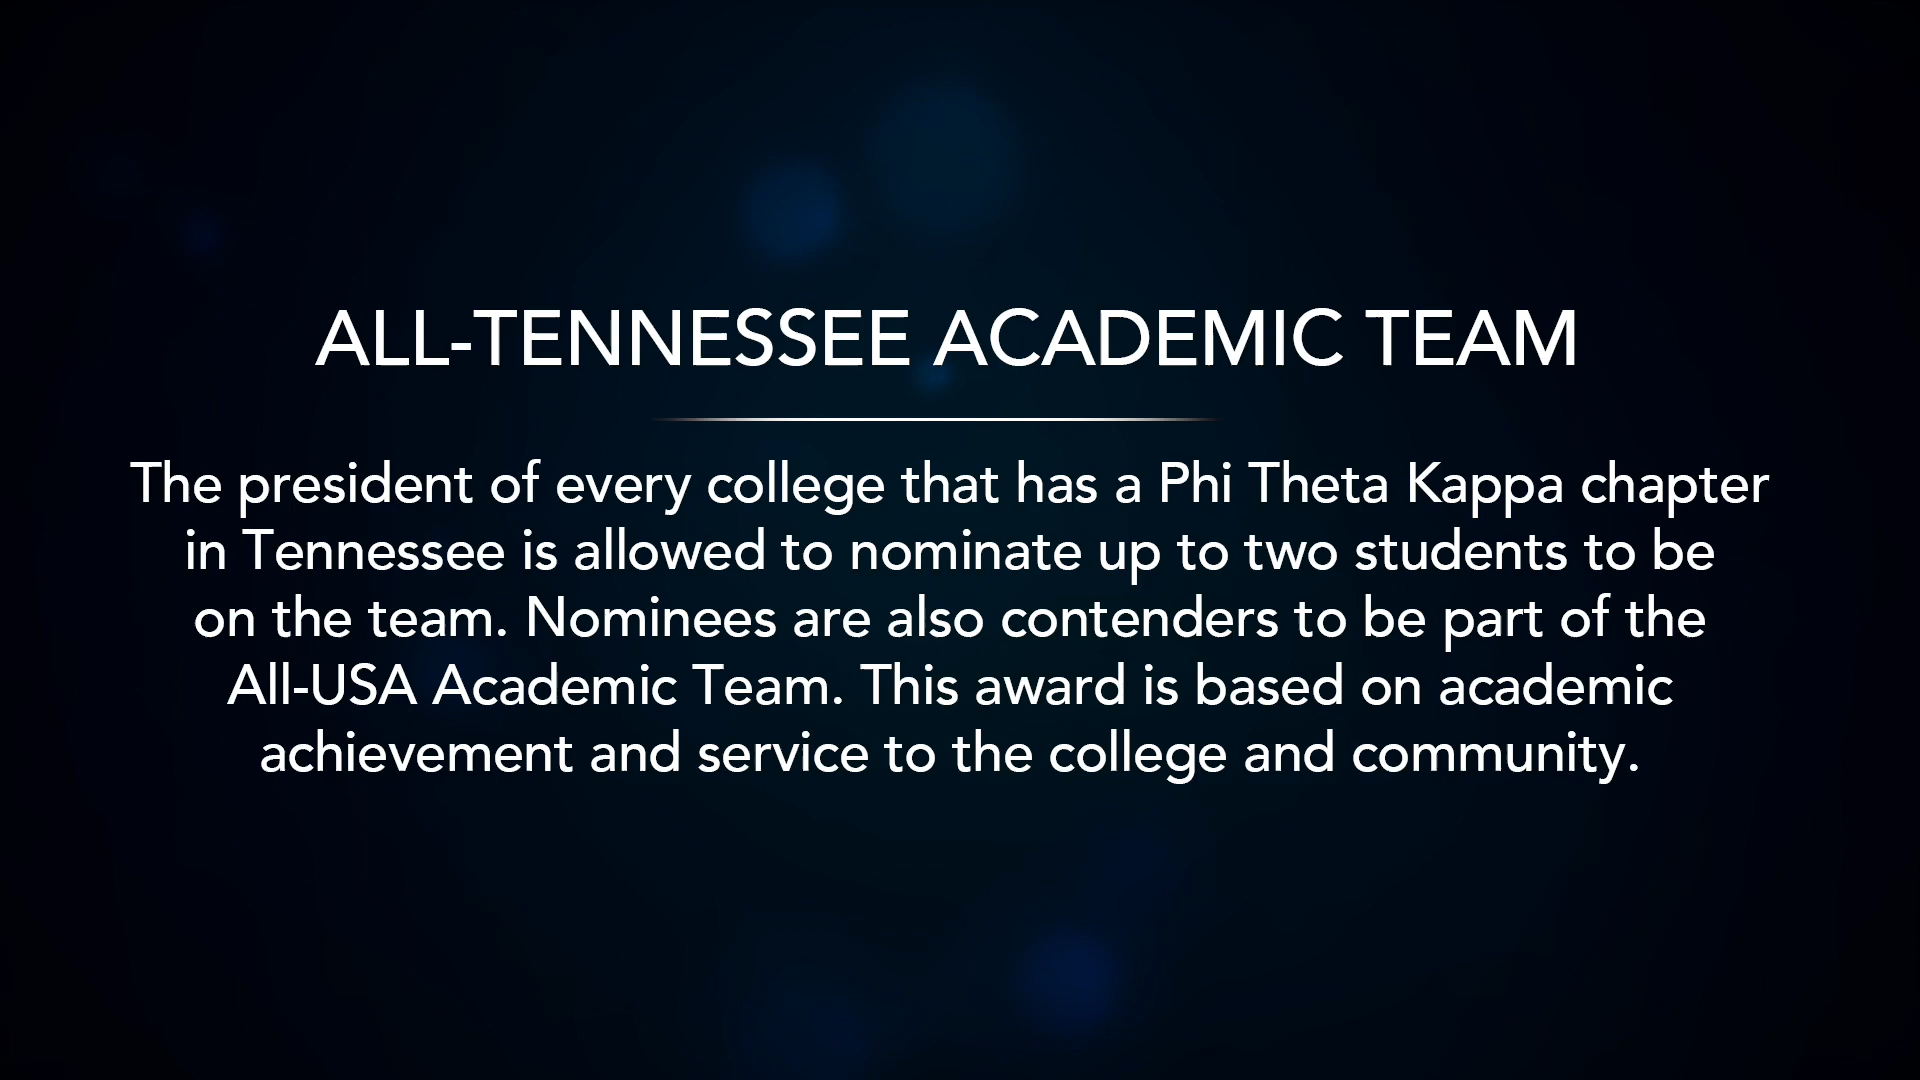 ALL-TENNESSEE ACADEMIC TEAM
The president of every college that has a Phi Theta Kappa chapter
in Tennessee is allowed to nominate up to two students to be
on the team. Nominees are also contenders to be part of the
All-USA Academic Team. This award is based on academic
achievement and service to the college and community.